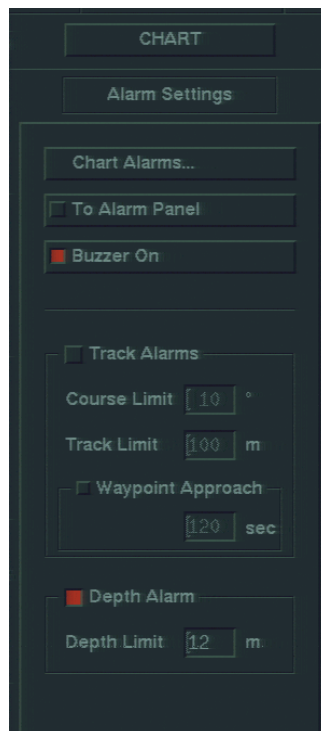 CHART
Alarm Settings
Chart Alarms...
To Alarm Panel
Buzzer On
Track Alarms
Course Limit 10 °
Track Limit 100 m
Waypoint Approach
120 sec
Depth Alarm
Depth Limit 12 m